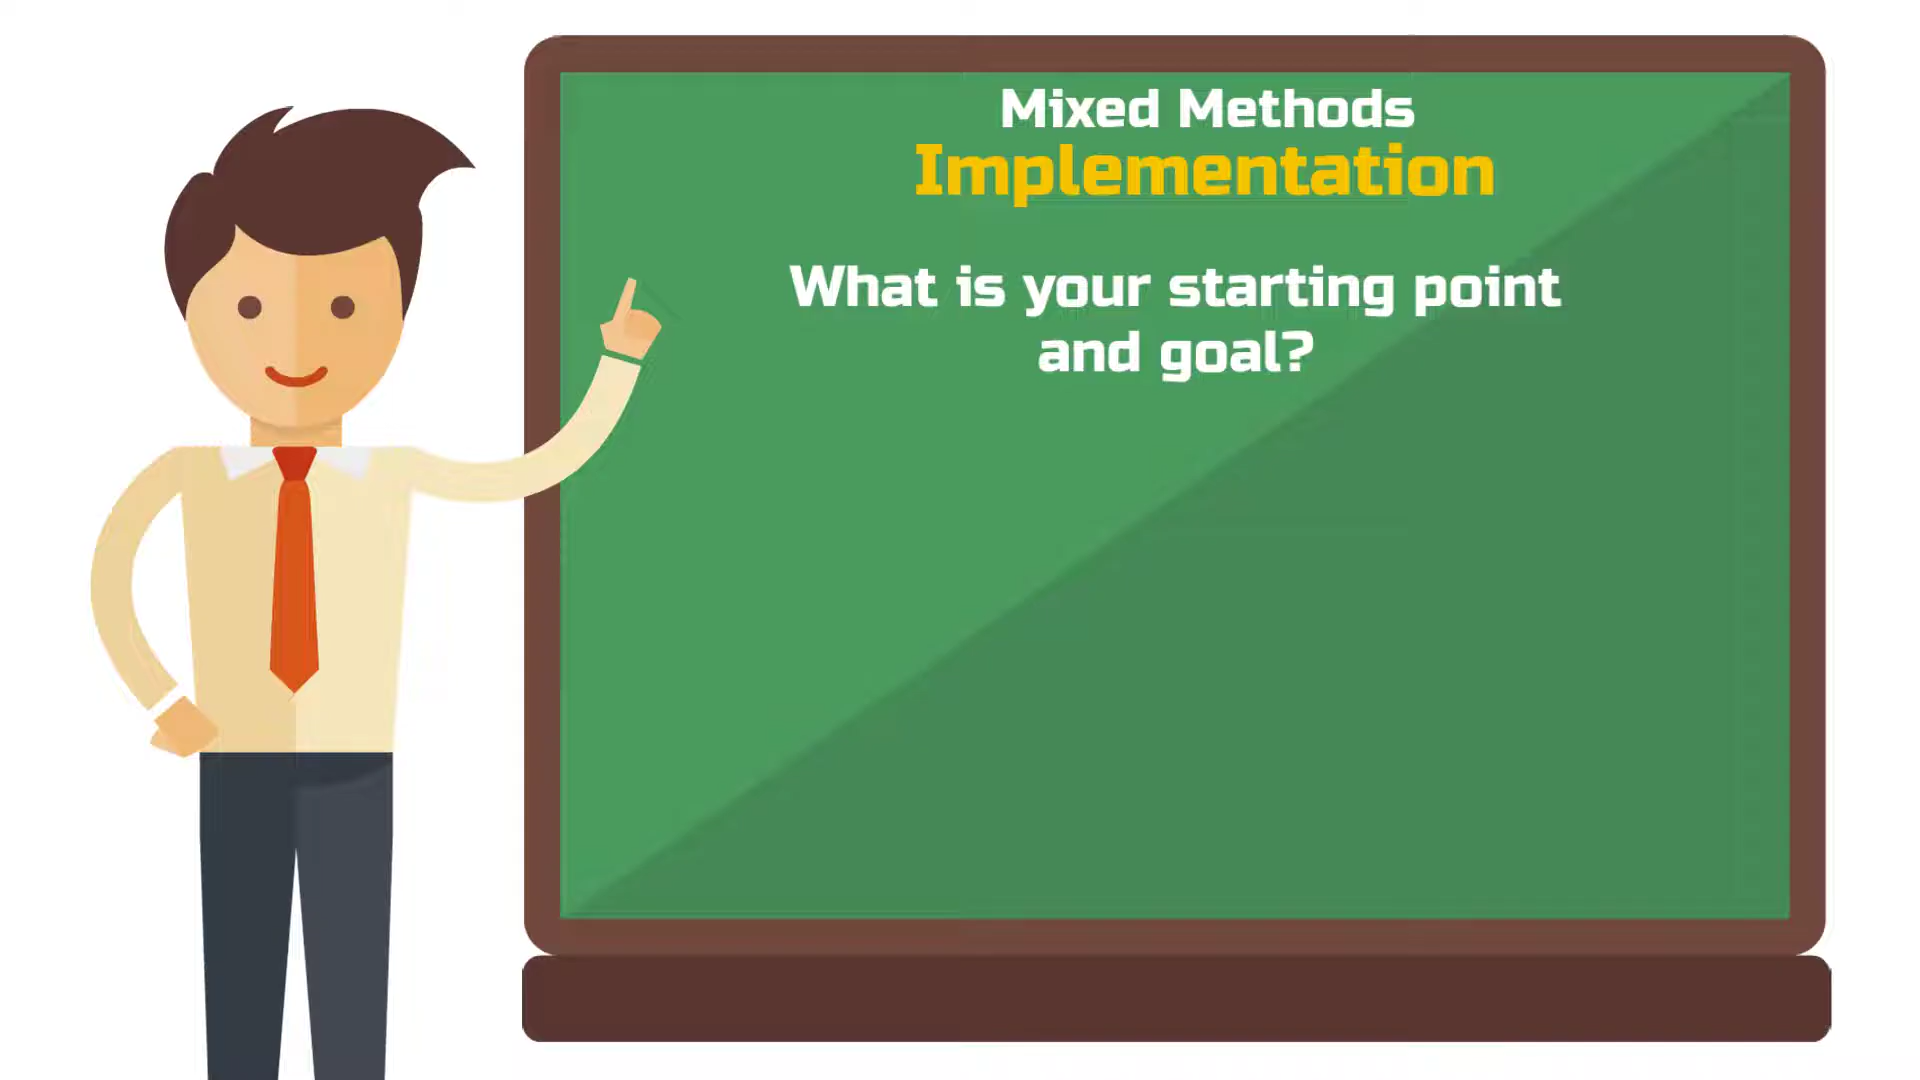 Mixed Methods
Implementation
What is your starting point
and goal?